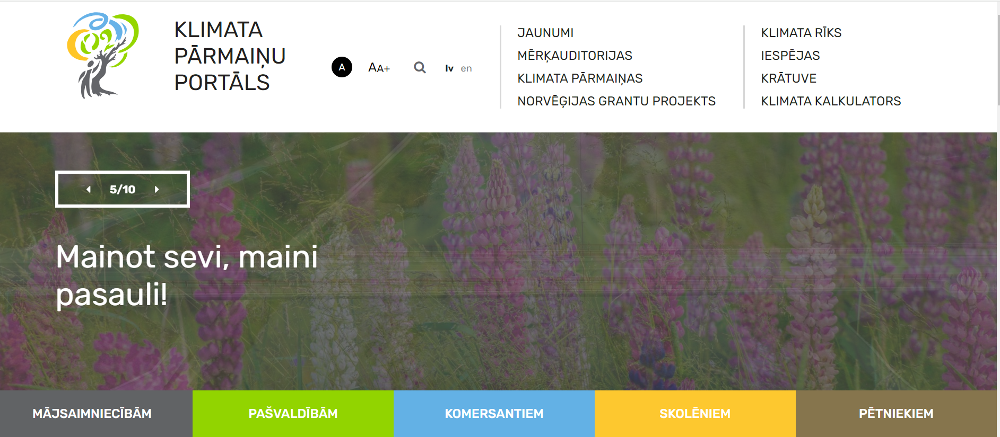 KLIMATA
PĀRMAIŅU
PORTĀLS
A
AA+
lv en
JAUNUMI
MĒRĶAUDITORIJAS
KLIMATA PĀRMAIŅAS
NORVĒĢIJAS GRANTU PROJEKTS
KLIMATA RĪKS
IESPĒJAS
KRĀTUVE
KLIMATA KALKULATORS
5/10
Mainot sevi, maini
pasauli!
MĀJSAIMNIECĪBĀM
PAŠVALDĪBĀM
KOMERSANTIEM
SKOLĒNIEM
PĒTNIEKIEM